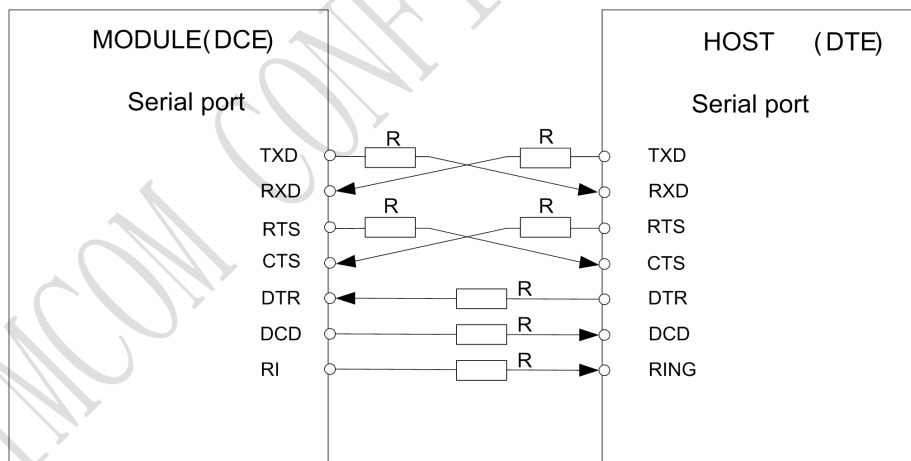 MODULE(DCE)
HOST (DTE)
Serial port
Serial port
R
R
TXD
TXD
RXD
RXD
R
R
RTS
RTS
CTS
CTS
DTR
R
DTR
DCD
R
DCD
RI
R
RING